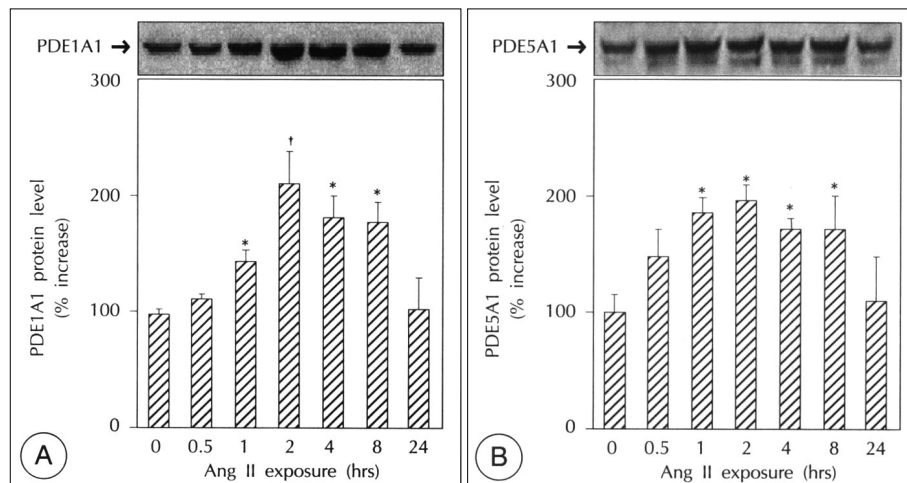 PDE1A1 →
300
200
100
0
PDE1A1 protein level
(% increase)
*
†
*
*
0 0.5 1 2 4 8 24
Ang II exposure (hrs)
A
PDE5A1 →
300
200
100
0
PDE5A1 protein level
(% increase)
*
*
*
*
0 0.5 1 2 4 8 24
Ang II exposure (hrs)
B